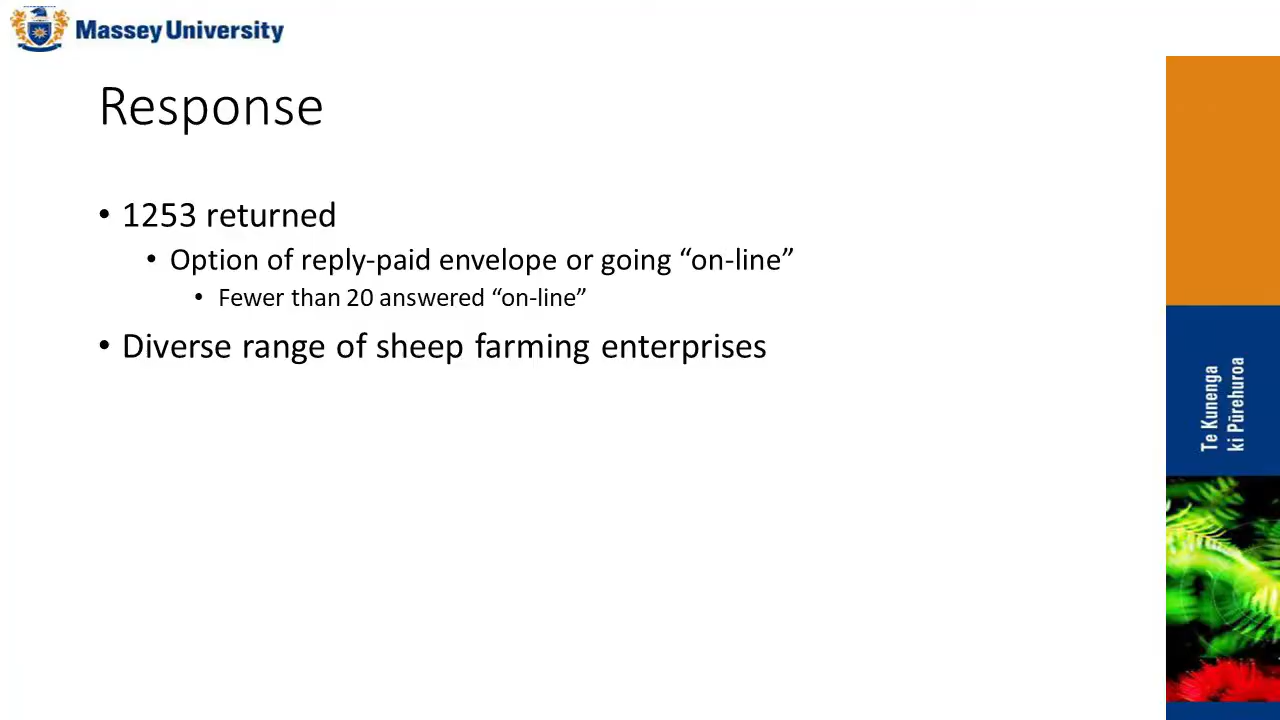 Massey University
Response
• 1253 returned
• Option of reply-paid envelope or going “on-line”
• Fewer than 20 answered “on-line”
• Diverse range of sheep farming enterprises
Te Kunenga
ki Pūrehuroa